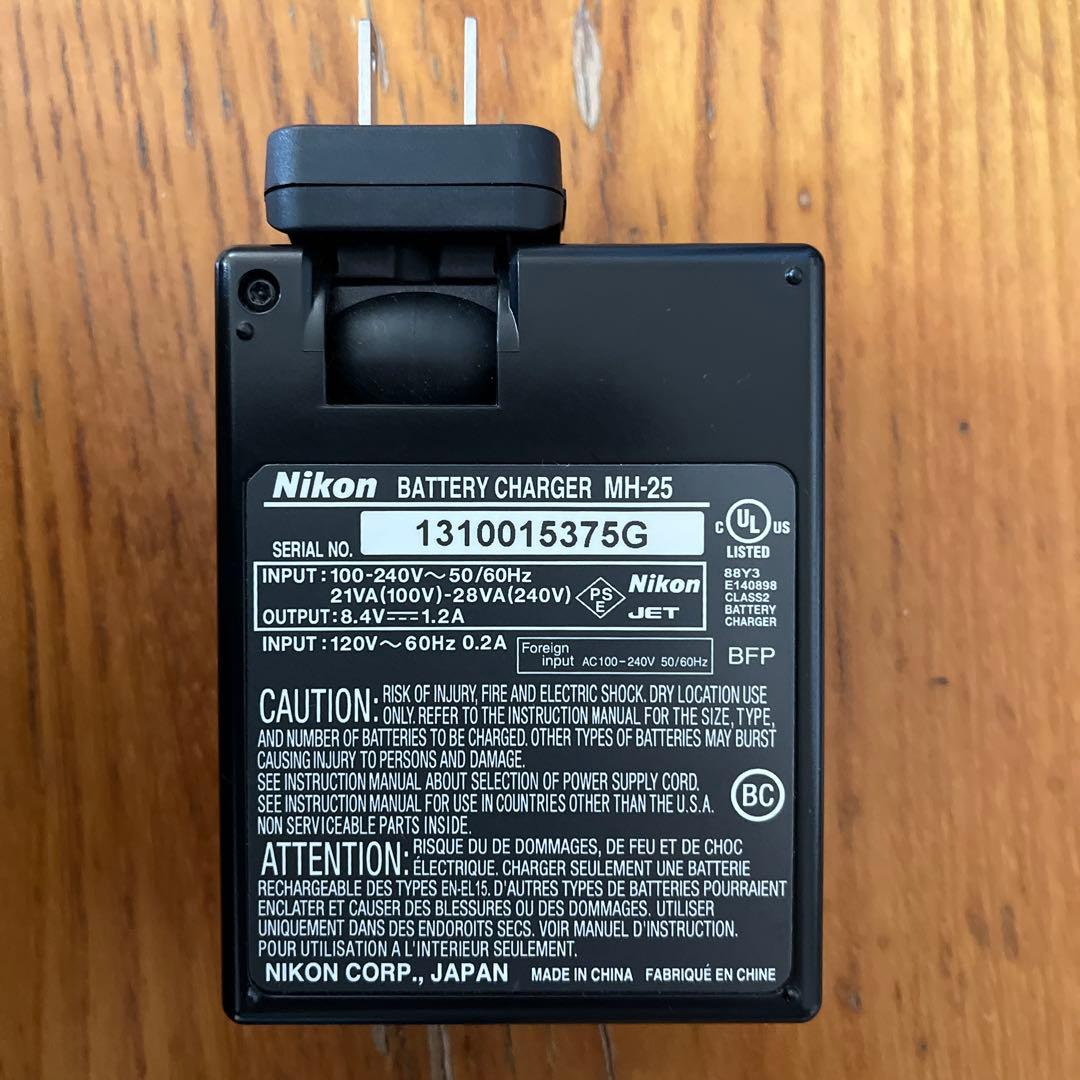 Nikon BATTERY CHARGER MH-25
SERIAL NO. 1310015375G
C UL US
LISTED
88Y3
E140898
CLASS2
BATTERY
CHARGER
INPUT : 100-240V～50/60Hz
21VA(100V)-28VA(240V)
OUTPUT : 8.4V⎓1.2A
PS
E
Nikon
JET
INPUT : 120V～60Hz 0.2A
Foreign
input AC100-240V 50/60Hz
BFP
CAUTION: RISK OF INJURY, FIRE AND ELECTRIC SHOCK. DRY LOCATION USE
ONLY. REFER TO THE INSTRUCTION MANUAL FOR THE SIZE, TYPE,
AND NUMBER OF BATTERIES TO BE CHARGED. OTHER TYPES OF BATTERIES MAY BURST
CAUSING INJURY TO PERSONS AND DAMAGE.
SEE INSTRUCTION MANUAL ABOUT SELECTION OF POWER SUPPLY CORD.
SEE INSTRUCTION MANUAL FOR USE IN COUNTRIES OTHER THAN THE U.S.A.
NON SERVICEABLE PARTS INSIDE.
BC
ATTENTION: RISQUE DU DE DOMMAGES, DE FEU ET DE CHOC
ÉLECTRIQUE. CHARGER SEULEMENT UNE BATTERIE
RECHARGEABLE DES TYPES EN-EL15. D'AUTRES TYPES DE BATTERIES POURRAIENT
ENCLATER ET CAUSER DES BLESSURES OU DES DOMMAGES. UTILISER
UNIQUEMENT DANS DES ENDOROITS SECS. VOIR MANUEL D'INSTRUCTION.
POUR UTILISATION A L'INTERIEUR SEULEMENT.
NIKON CORP., JAPAN MADE IN CHINA FABRIQUÉ EN CHINE